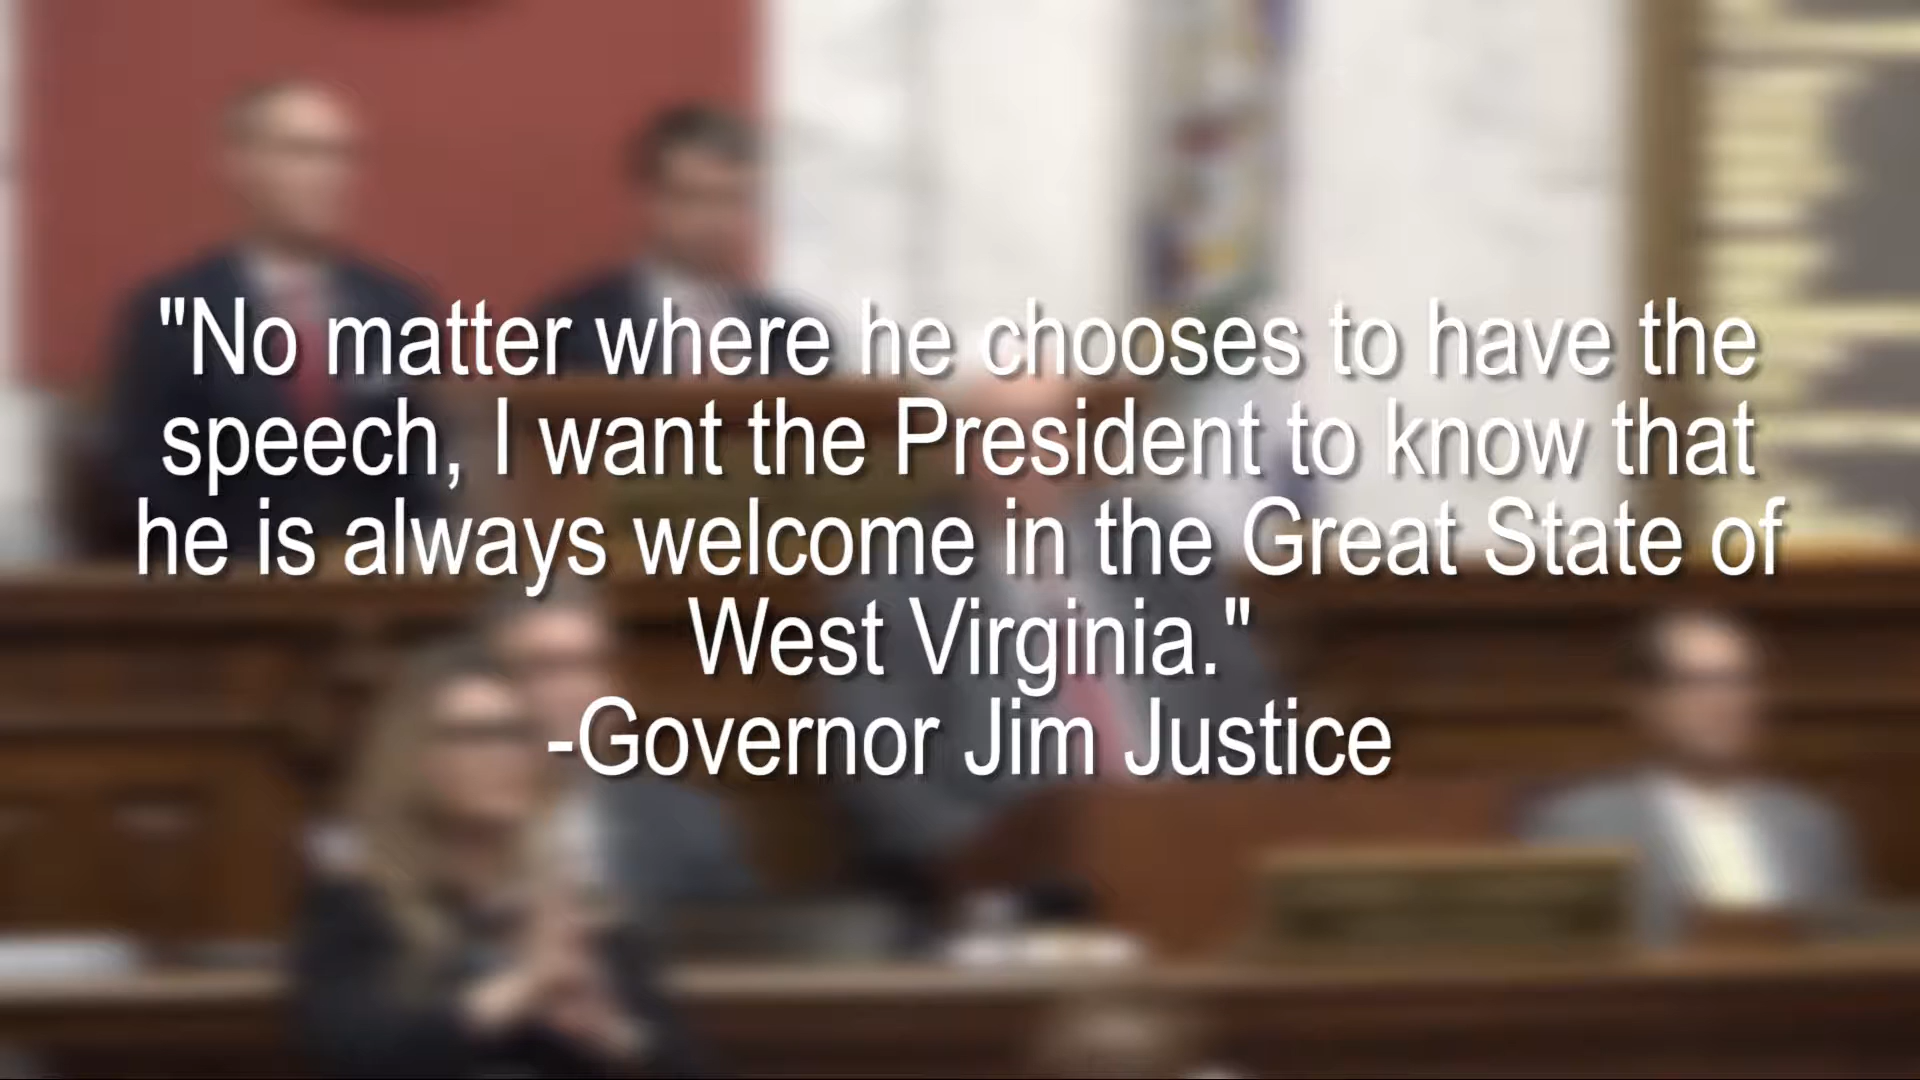 "No matter where he chooses to have the
speech, I want the President to know that
he is always welcome in the Great State of
West Virginia."
-Governor Jim Justice